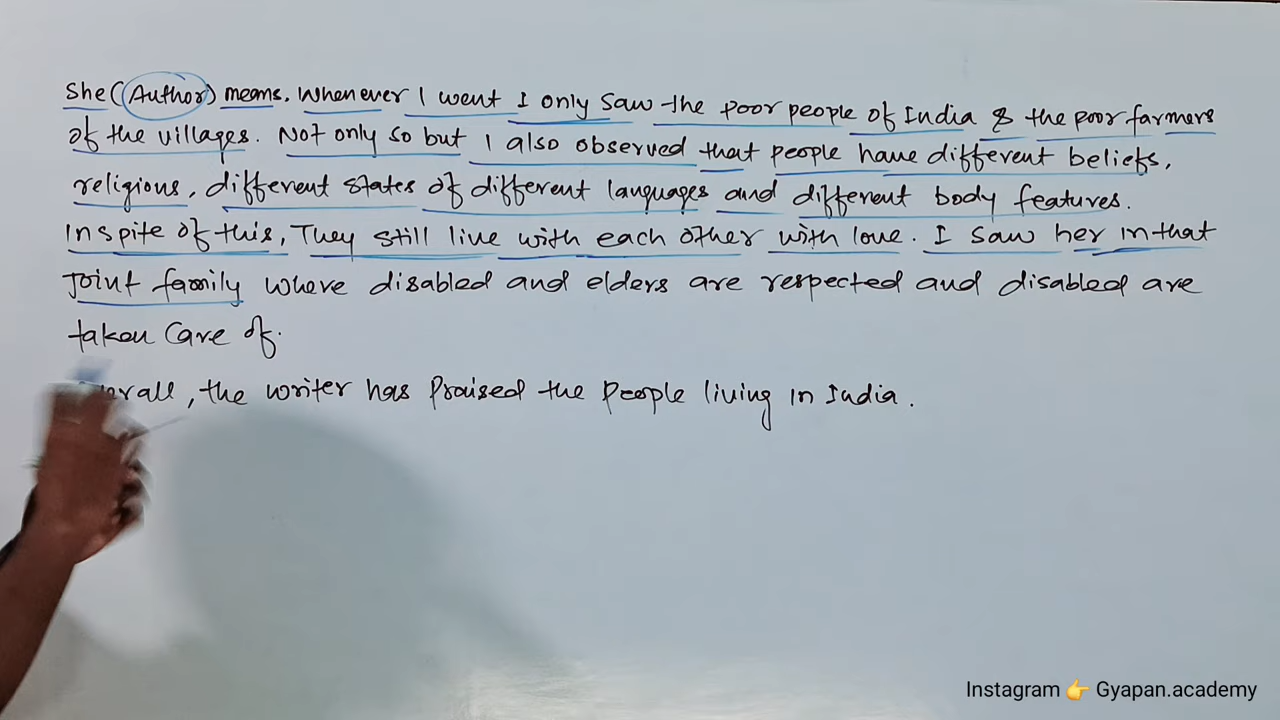 She (Author) means. Whenever I went I only saw the poor people of India & the poor farmers
of the villages. Not only so but I also observed that people have different beliefs,
religious, different states of different languages and different body features.
Inspite of this, They still live with each other with love. I saw her in that
Joint family where disabled and elders are respected and disabled are
taken care of.
, the writer has Praised the People living in India.
Instagram 👉 Gyapan.academy